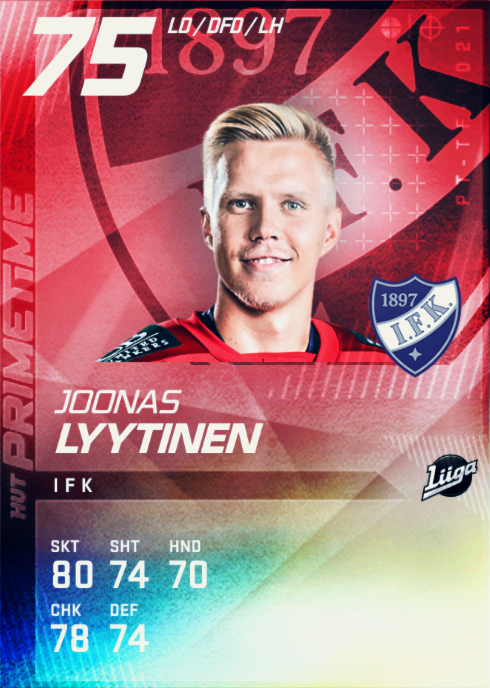 75
LD / DFD / LH
1897
I.F.K
HUT PRIMETIME
1897
I.F.K.
JOONAS
LYYTINEN
IFK
Liiga
SKT SHT HND
80 74 70
CHK DEF
78 74